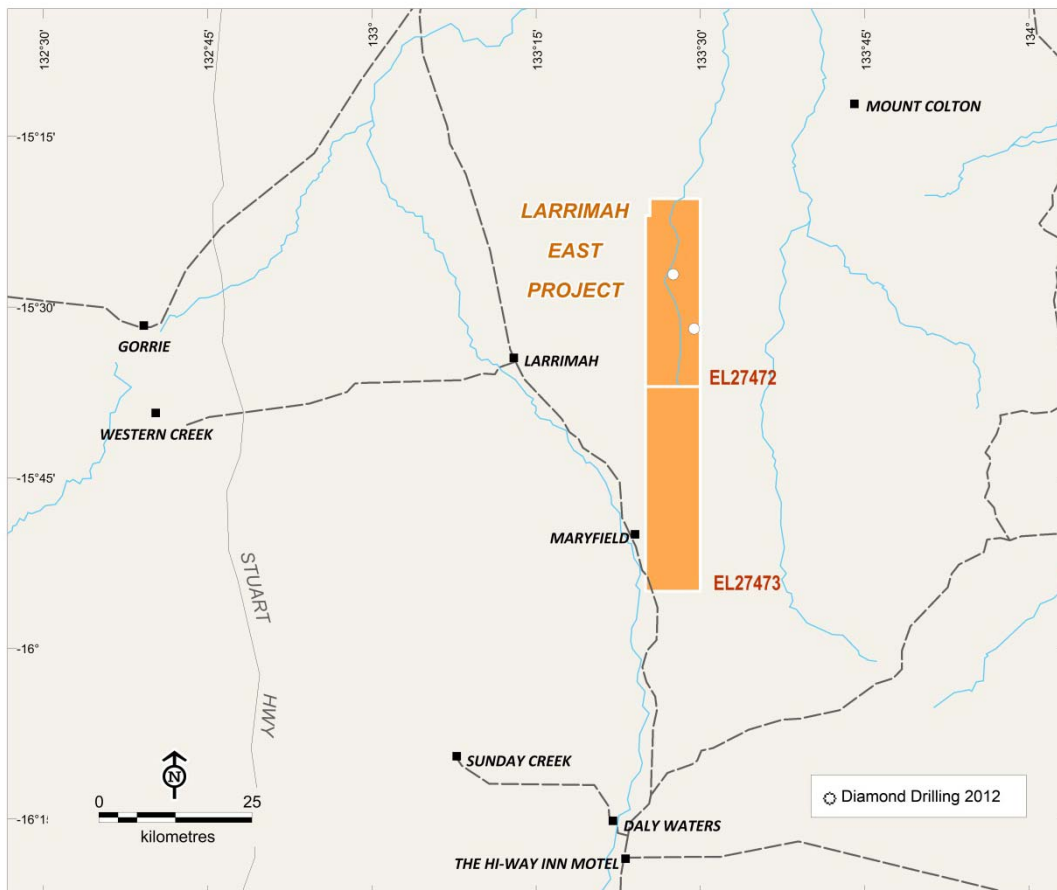 132°30'
132°45'
133°
133°15'
133°30'
133°45'
134°
MOUNT COLTON
-15°15'
LARRIMAH
EAST
PROJECT
-15°30'
GORRIE
LARRIMAH
EL27472
WESTERN CREEK
-15°45'
MARYFIELD
STUART
EL27473
-16°
HWY
SUNDAY CREEK
N
0 25
kilometres
Diamond Drilling 2012
-16°15'
DALY WATERS
THE HI-WAY INN MOTEL